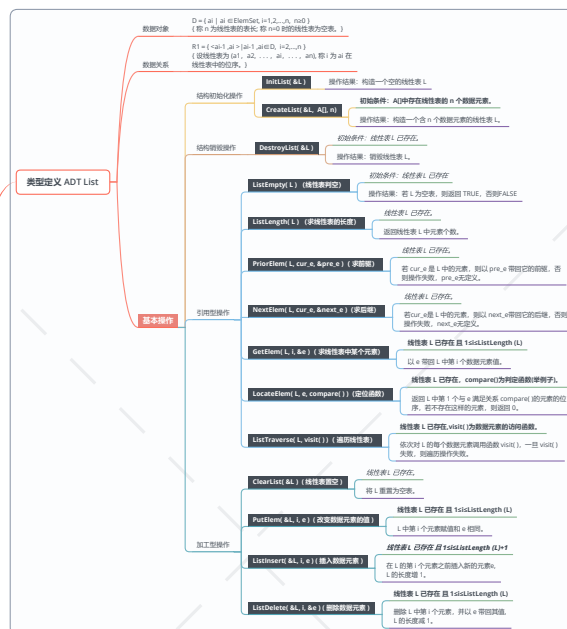 类型定义 ADT List
数据对象
D = { ai | ai ∈ElemSet, i=1,2,...,n, n≥0 }
{ 称 n 为线性表的表长; 称 n=0 时的线性表为空表。}
数据关系
R1 = { <ai-1 ,ai > |ai-1 ,ai∈D, i=2,...,n }
{ 设线性表为 (a1，a2，. . . ，ai，. . . ，an), 称 i 为 ai 在
线性表中的位序。}
基本操作
结构初始化操作
InitList( &L )
操作结果：构造一个空的线性表 L
CreateList( &L, A[], n)
初始条件：A[]中存在线性表的 n 个数据元素。
操作结果：构造一个含 n 个数据元素的线性表 L。
结构销毁操作
DestroyList( &L )
初始条件：线性表 L 已存在。
操作结果：销毁线性表 L。
引用型操作
ListEmpty( L )（线性表判空）
初始条件：线性表 L 已存在
操作结果：若 L 为空表，则返回 TRUE，否则FALSE
ListLength( L )（求线性表的长度）
线性表 L 已存在。
返回线性表 L 中元素个数。
PriorElem( L, cur_e, &pre_e )（求前驱）
线性表 L 已存在。
若 cur_e 是 L 中的元素，则以 pre_e 带回它的前驱，否
则操作失败，pre_e无定义。
NextElem( L, cur_e, &next_e )（求后继）
线性表 L 已存在。
若cur_e是 L 中的元素，则以 next_e带回它的后继，否则
操作失败，next_e无定义。
GetElem( L, i, &e )（求线性表中某个元素）
线性表 L 已存在 且 1≤i≤ListLength (L)
以 e 带回 L 中第 i 个数据元素值。
LocateElem( L, e, compare( ) )（定位函数）
线性表 L 已存在，compare()为判定函数(举例子)。
返回 L 中第 1 个与 e 满足关系 compare( )的元素的位
序，若不存在这样的元素，则返回 0。
ListTraverse( L, visit( ) )（遍历线性表）
线性表 L 已存在,visit( )为数据元素的访问函数。
依次对 L 的每个数据元素调用函数 visit( )，一旦 visit( )
失败，则遍历操作失败。
加工型操作
ClearList( &L )（线性表置空）
线性表 L 已存在。
将 L 重置为空表。
PutElem( &L, i, e )（改变数据元素的值）
线性表 L 已存在 且 1≤i≤ListLength (L)
L 中第 i 个元素赋值和 e 相同。
ListInsert( &L, i, e )（插入数据元素）
线性表 L 已存在 且 1≤i≤ListLength (L)+1
在 L 的第 i 个元素之前插入新的元素e,
L 的长度增 1。
ListDelete( &L, i, &e )（删除数据元素）
线性表 L 已存在 且 1≤i≤ListLength (L)
删除 L 中第 i 个元素，并以 e 带回其值,
L 的长度减 1。